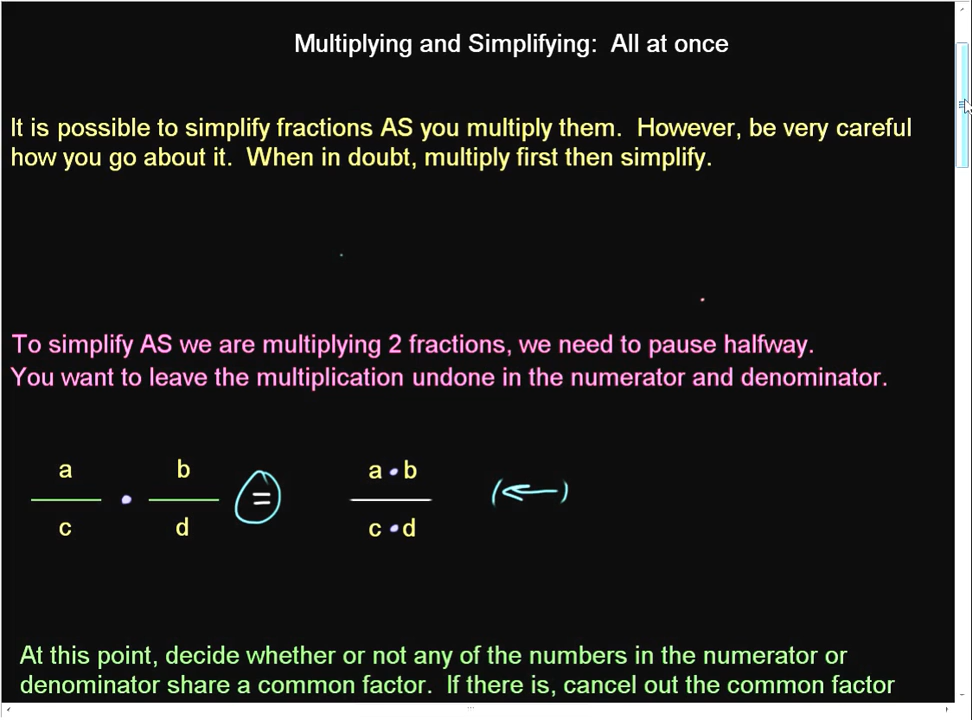 Multiplying and Simplifying: All at once
It is possible to simplify fractions AS you multiply them. However, be very careful
how you go about it. When in doubt, multiply first then simplify.
To simplify AS we are multiplying 2 fractions, we need to pause halfway.
You want to leave the multiplication undone in the numerator and denominator.
a b a • b
• = (←)
c d c • d
At this point, decide whether or not any of the numbers in the numerator or
denominator share a common factor. If there is, cancel out the common factor